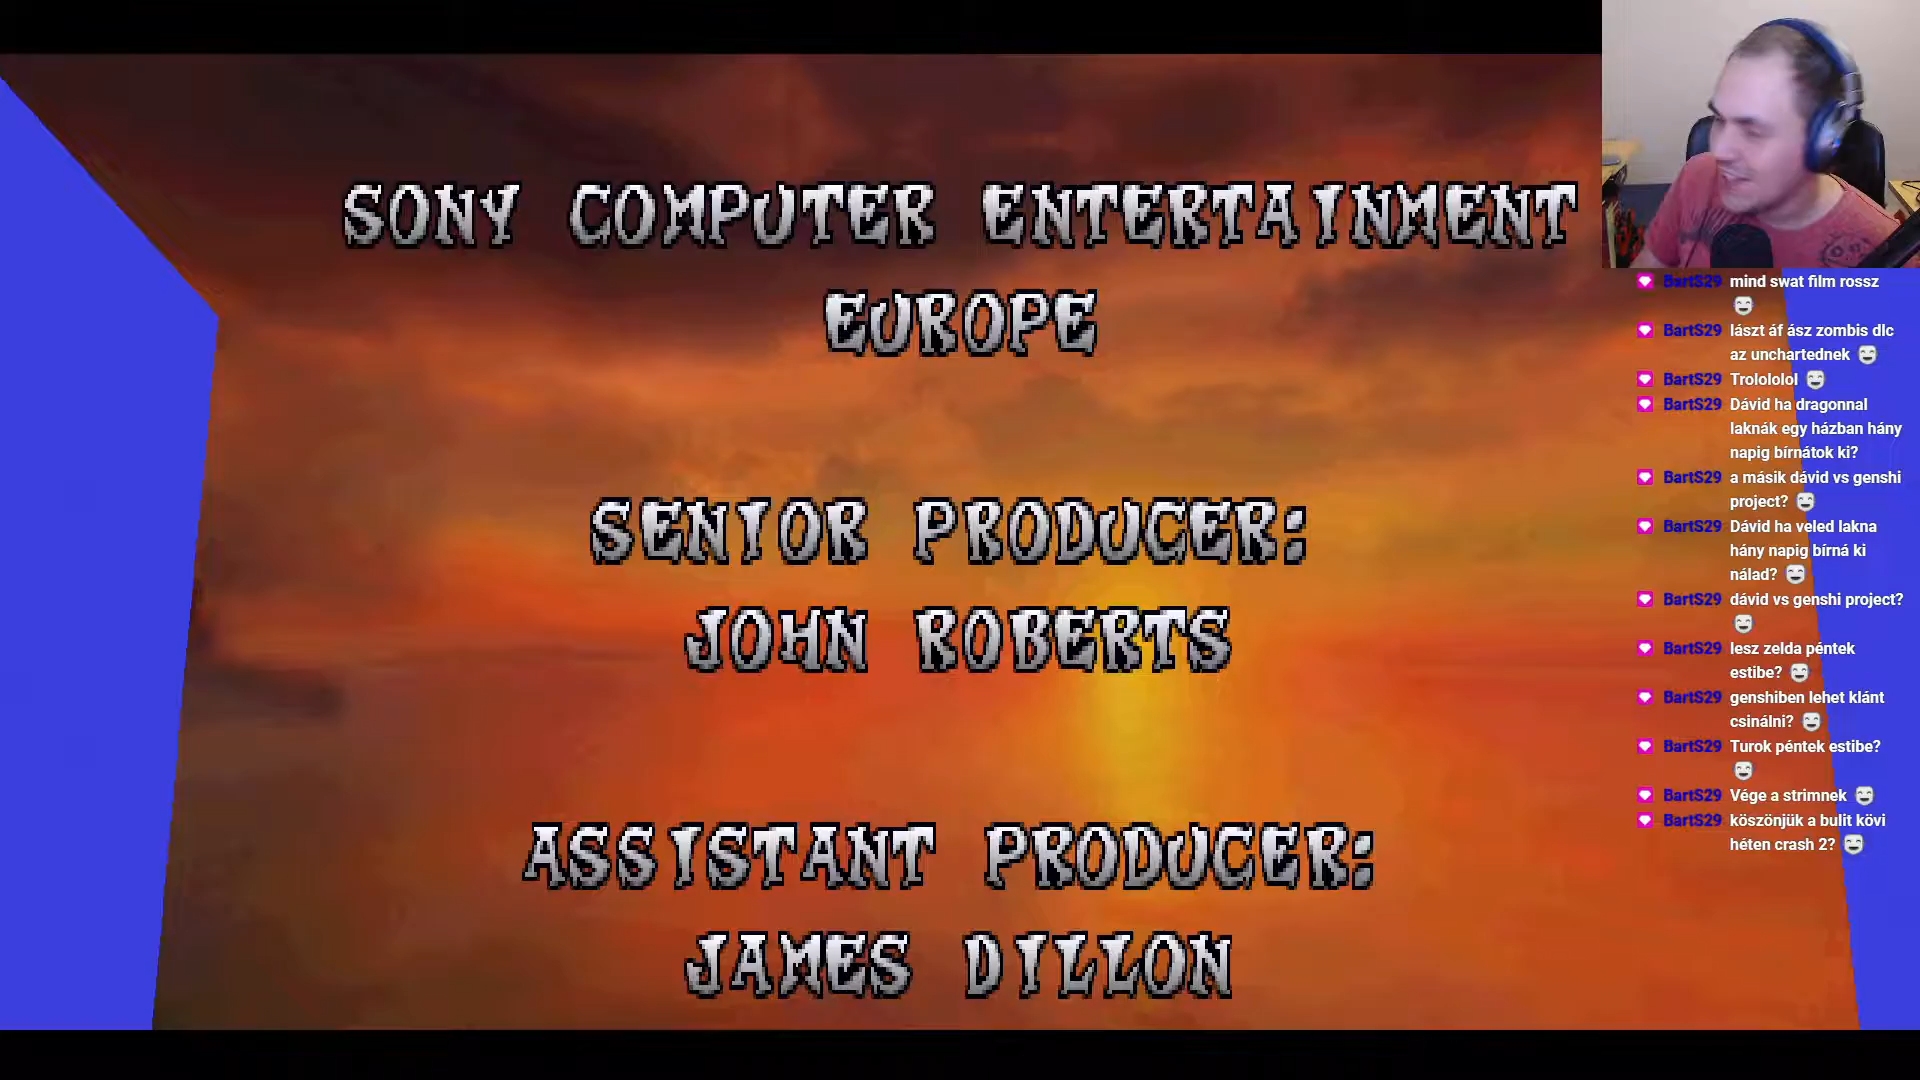 SONY COMPUTER ENTERTAINMENT
EUROPE
SENIOR PRODUCER:
JOHN ROBERTS
ASSISTANT PRODUCER:
JAMES DILLON
BartS29 mind swat film rossz
BartS29 lászt áf ász zombis dlc
az unchartednek
BartS29 Trolololol
BartS29 Dávid ha dragonnal
laknák egy házban hány
napig bírnátok ki?
BartS29 a másik dávid vs genshi
project?
BartS29 Dávid ha veled lakna
hány napig bírná ki
nálad?
BartS29 dávid vs genshi project?
BartS29 lesz zelda péntek
estibe?
BartS29 genshiben lehet klánt
csinálni?
BartS29 Turok péntek estibe?
BartS29 Vége a strimnek
BartS29 köszönjük a bulit kövi
héten crash 2?